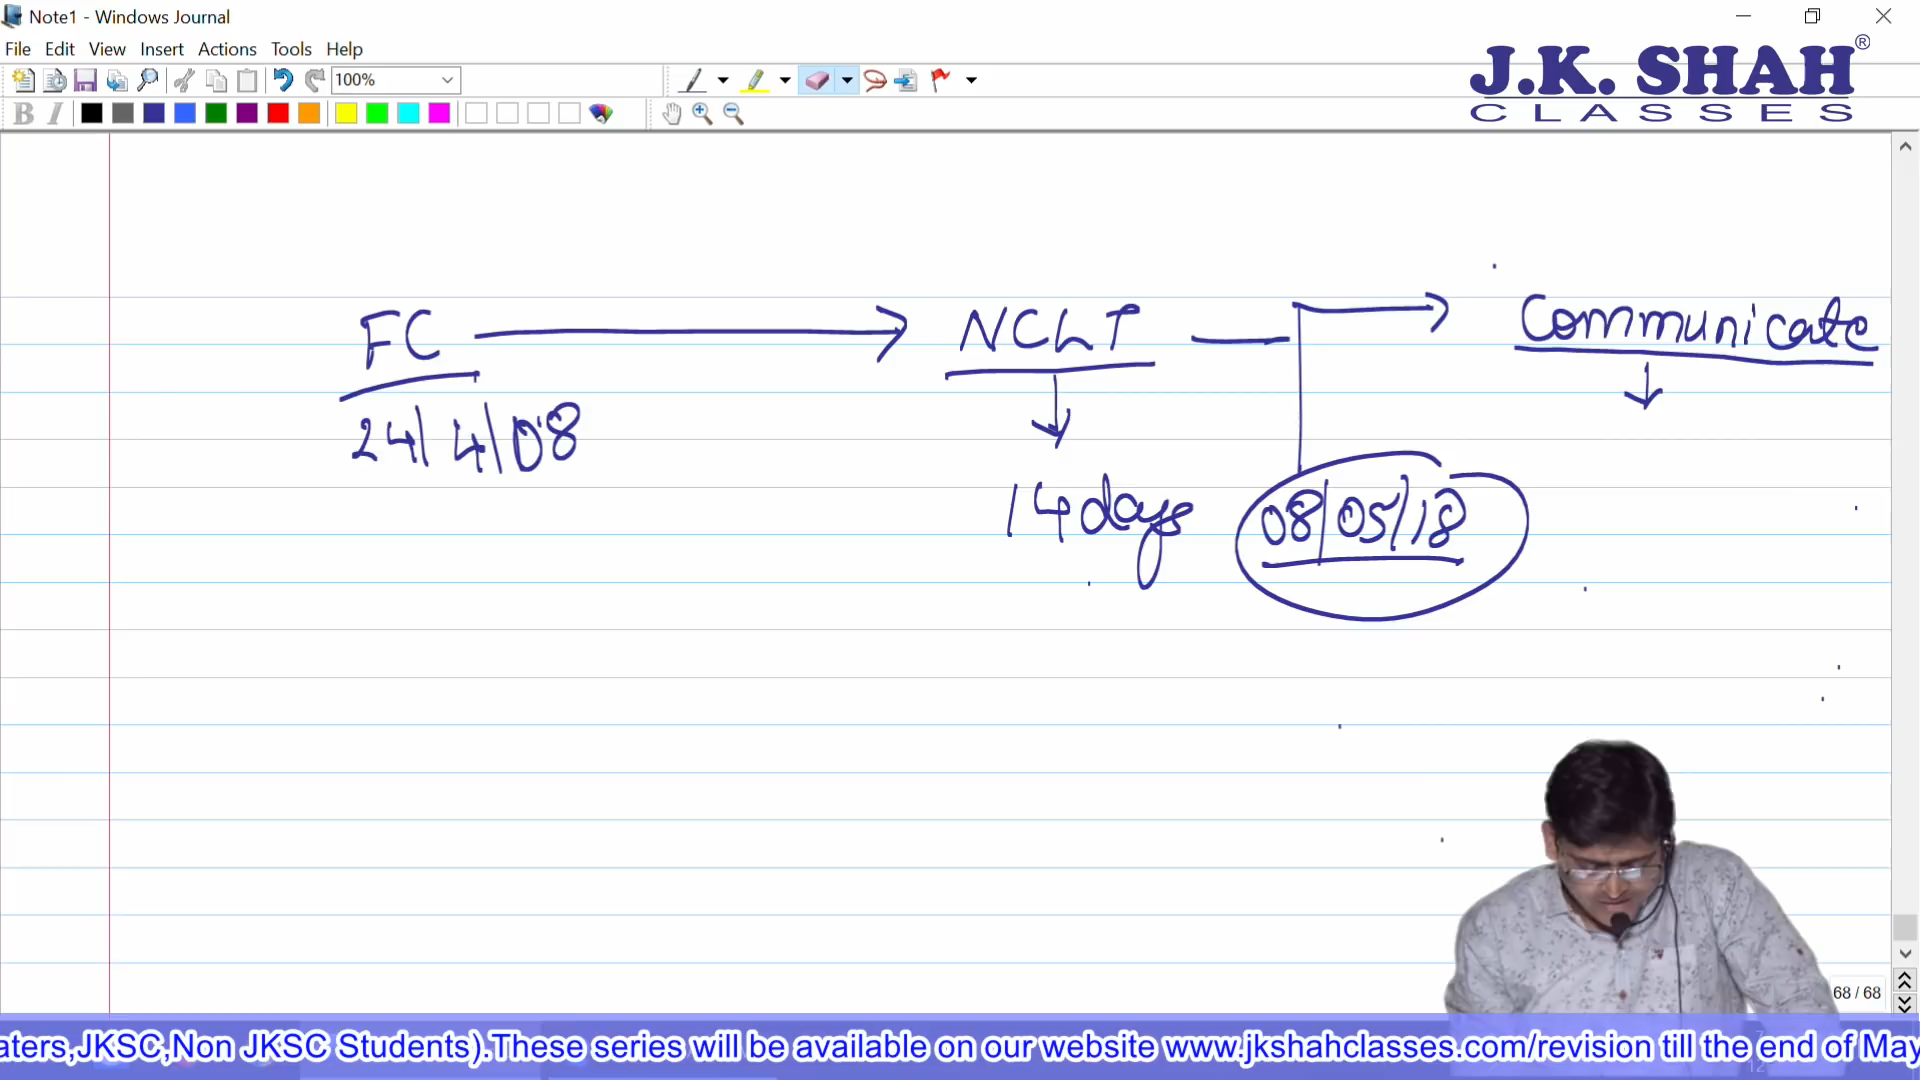 Note1 - Windows Journal
File Edit View Insert Actions Tools Help
100%
B I
J.K. SHAH®
CLASSES
FC NCLT Communicate
24/4/08
14 days 08/05/18
68 / 68
aters,JKSC,Non JKSC Students).These series will be available on our website www.jkshahclasses.com/revision till the end of May